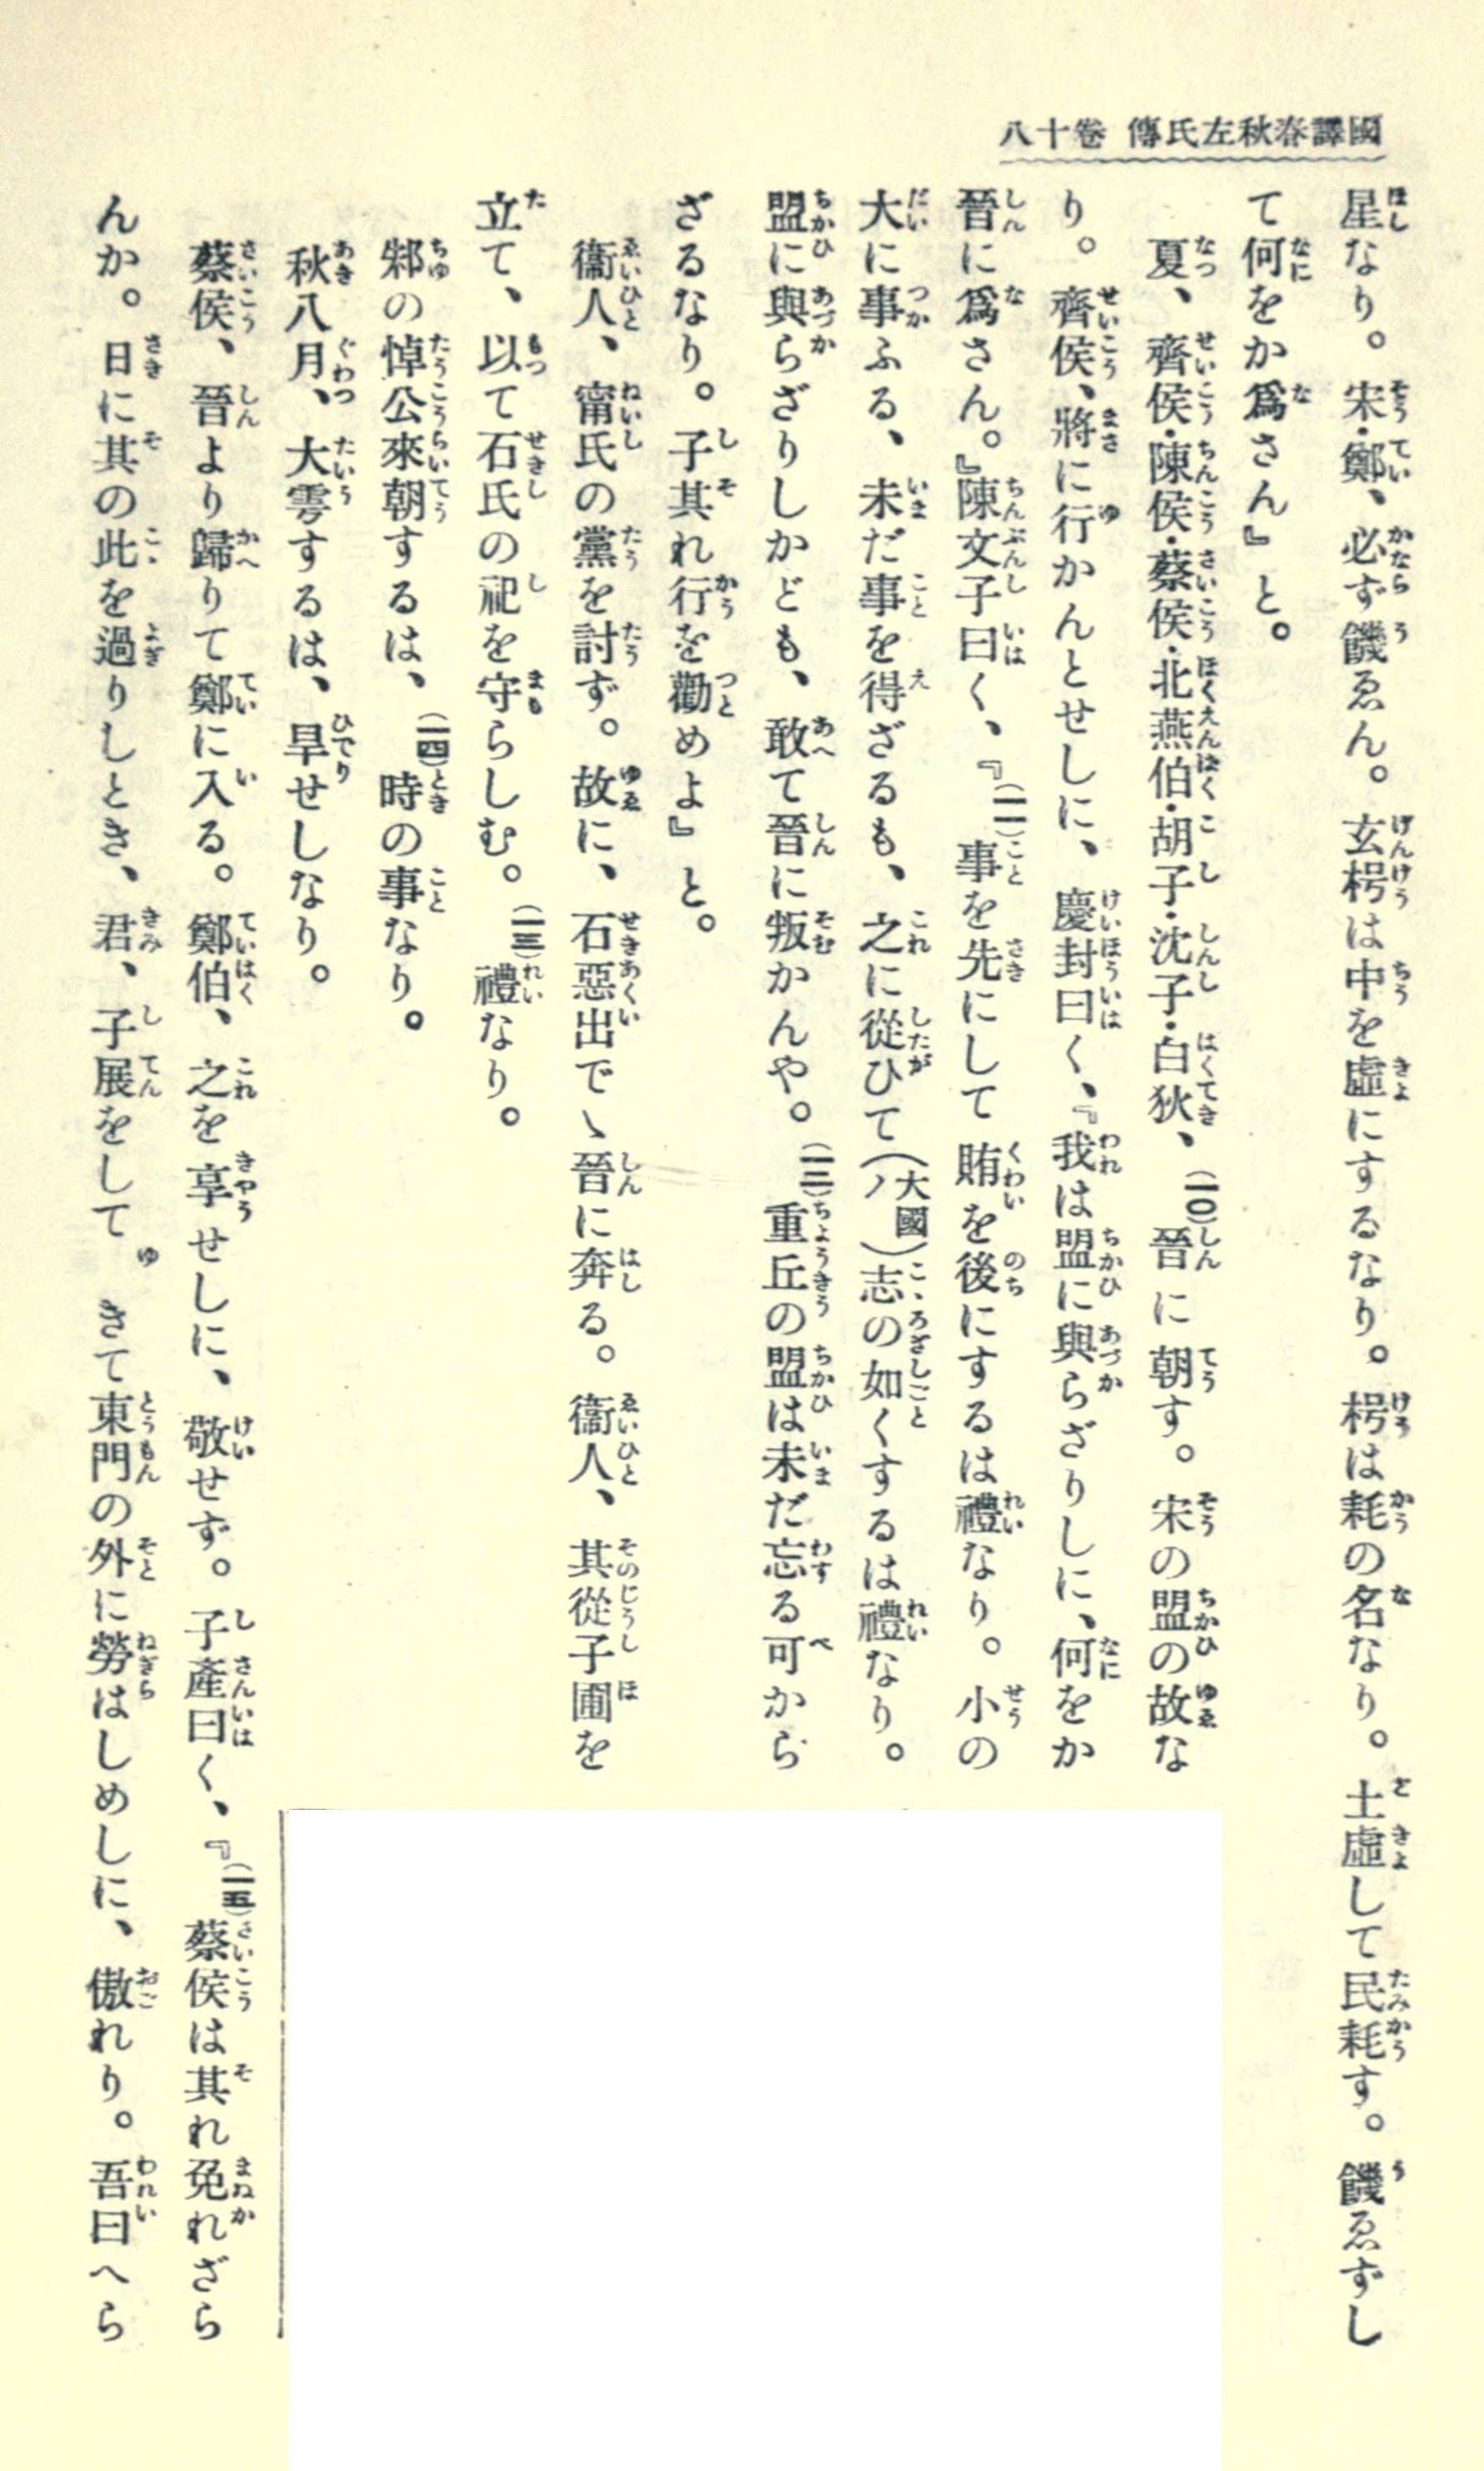 國譯春秋左氏傳 卷十八
星なり。宋・鄭、必ず饑ゑん。玄枵は中を虛にするなり。枵は耗の名なり。土虛して民耗す。饑ゑずし
て何をか爲さん』と。
夏、齊侯・陳侯・蔡侯・北燕伯・胡子・沈子・白狄、(一〇)晉に朝す。宋の盟の故な
り。齊侯、將に行かんとせしに、慶封曰く、『我は盟に與らざりしに、何をか
晉に爲さん。』陳文子曰く、『(一一)事を先にして賄を後にするは禮なり。小の
大に事ふる、未だ事を得ざるも、之に從ひて(大國ノ)志の如くするは禮なり。
盟に與らざりしかども、敢て晉に叛かんや。(一二)重丘の盟は未だ忘る可から
ざるなり。子其れ行を勸めよ』と。
衞人、甯氏の黨を討ず。故に、石惡出でゝ晉に奔る。衞人、其從子圃を
立て、以て石氏の祀を守らしむ。(一三)禮なり。
邾の悼公來朝するは、(一四)時の事なり。
秋八月、大雩するは、旱せしなり。
蔡侯、晉より歸りて鄭に入る。鄭伯、之を享せしに、敬せず。子產曰く、『(一五)蔡侯は其れ免れざら
んか。日に其の此を過りしとき、君、子展をしてゆきて東門の外に勞はしめしに、傲れり。吾曰へら